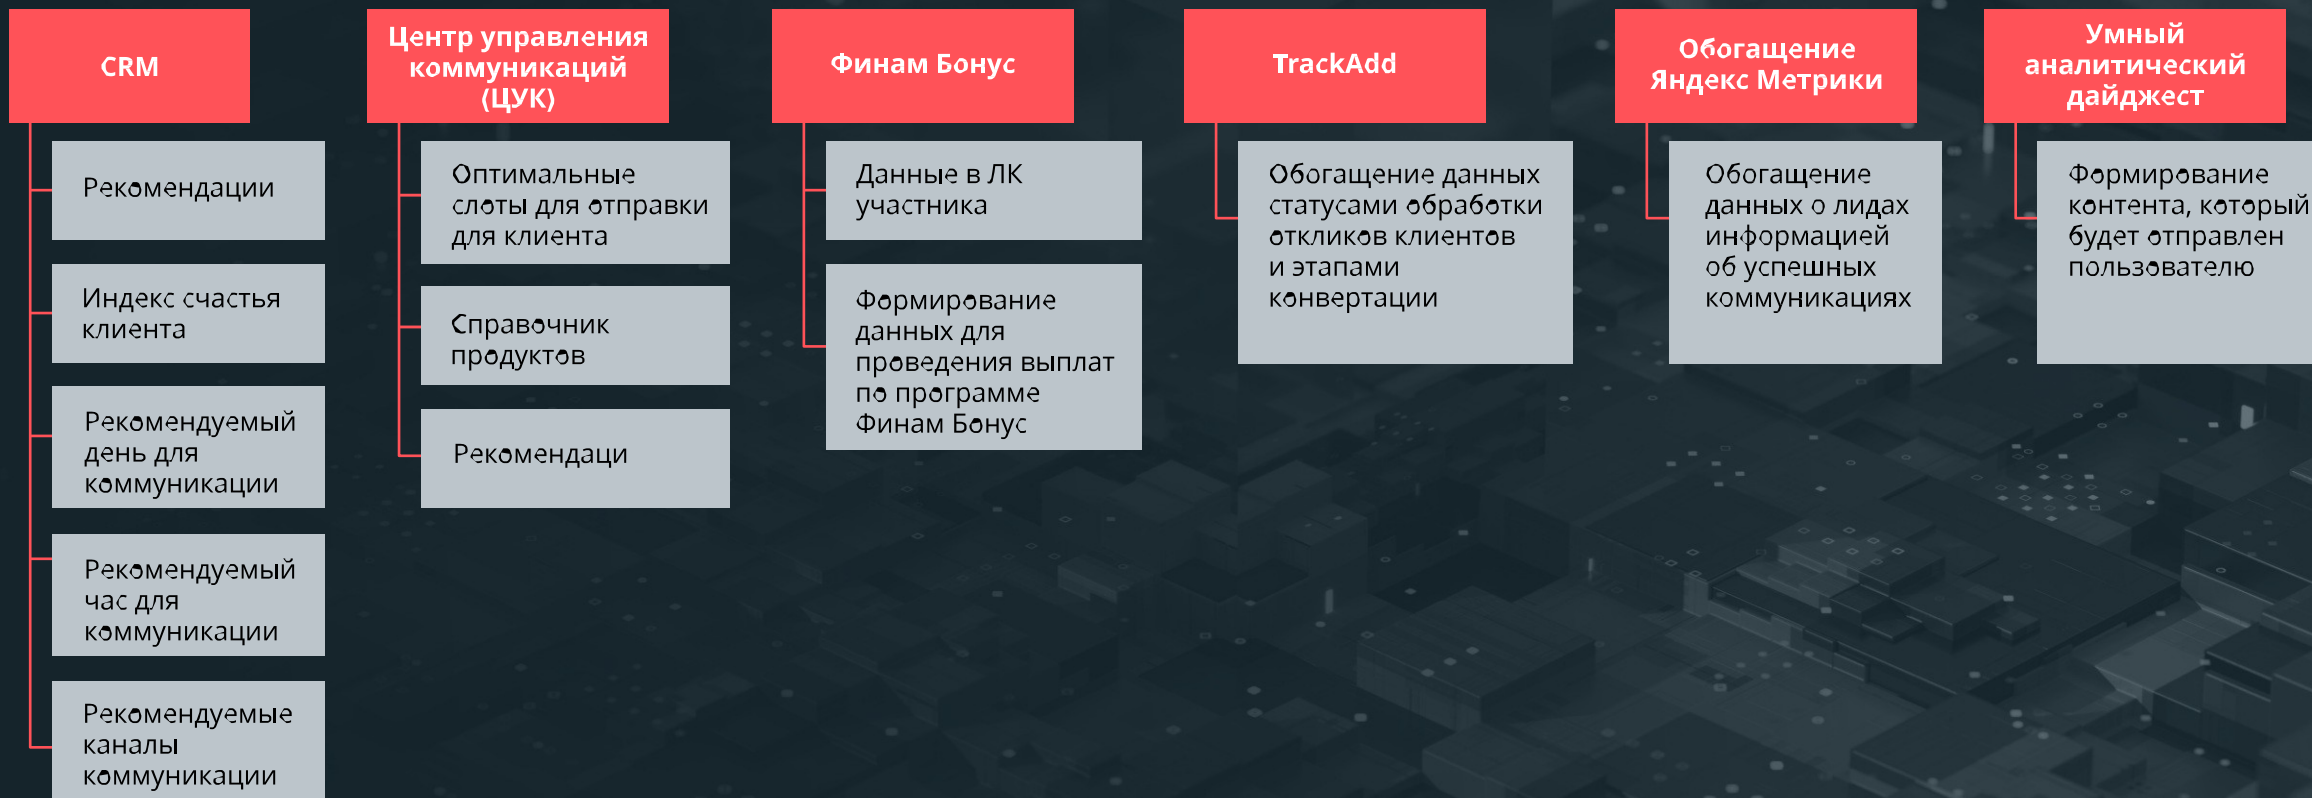 CRM
Рекомендации
Индекс счастья
клиента
Рекомендуемый
день для
коммуникации
Рекомендуемый
час для
коммуникации
Рекомендуемые
каналы
коммуникации
Центр управления
коммуникаций
(ЦУК)
Оптимальные
слоты для отправки
для клиента
Справочник
продуктов
Рекомендаци
Финам Бонус
Данные в ЛК
участника
Формирование
данных для
проведения выплат
по программе
Финам Бонус
TrackAdd
Обогащение данных
статусами обработки
откликов клиентов
и этапами
конвертации
Обогащение
Яндекс Метрики
Обогащение
данных о лидах
информацией
об успешных
коммуникациях
Умный
аналитический
дайджест
Формирование
контента, который
будет отправлен
пользователю